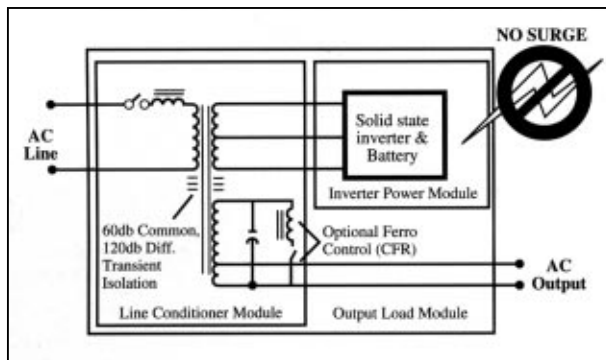 NO SURGE
AC
Line
Solid state
inverter &
Battery
Inverter Power Module
60db Common,
120db Diff.
Transient
Isolation
Optional Ferro
Control (CFR)
AC
Output
Line Conditioner Module
Output Load Module